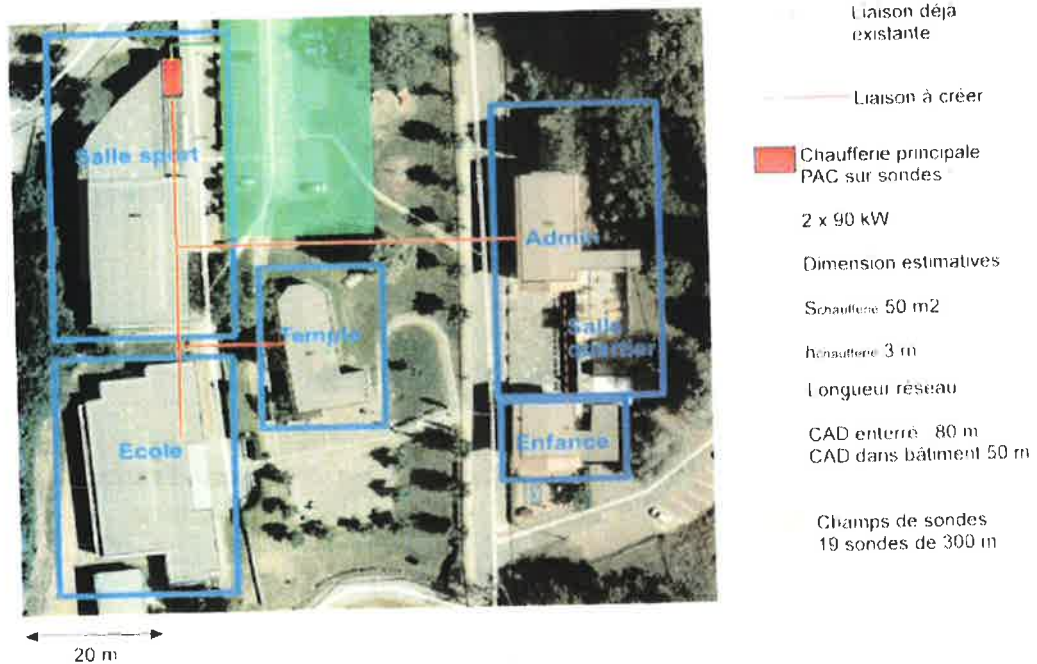 Liaison déjà
existante
Liaison à créer
Chaufferie principale
PAC sur sondes
2 x 90 kW
Dimension estimatives
Schaufferie 50 m2
hchaufferie 3 m
Longueur réseau
CAD enterré 80 m
CAD dans bâtiment 50 m
Champs de sondes
19 sondes de 300 m
Salle sport
Admin
Temple
Salle
quartier
Ecole
Enfance
20 m